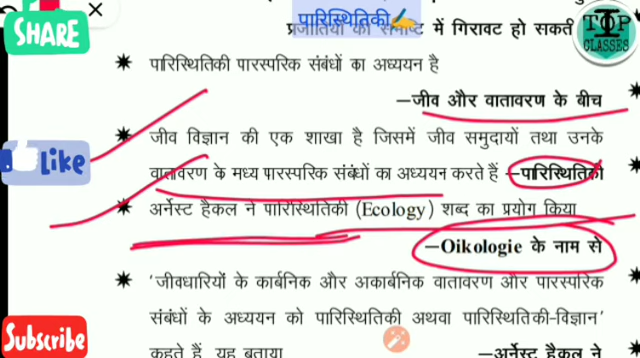 SHARE
×
पारिस्थितिकी✍
प्रजातियों की में गिरावट हो सकती
TOP
CLASSES
* पारिस्थितिकी पारस्परिक संबंधों का अध्ययन है
–जीव और वातावरण के बीच
* जीव विज्ञान की एक शाखा है जिसमें जीव समुदायों तथा उनके
Like
वातावरण के मध्य पारस्परिक संबंधों का अध्ययन करते हैं –पारिस्थितिकी
* अर्नेस्ट हैकल ने पारिस्थितिकी (Ecology) शब्द का प्रयोग किया
–Oikologie के नाम से
* 'जीवधारियों के कार्बनिक और अकार्बनिक वातावरण और पारस्परिक
संबंधों के अध्ययन को पारिस्थितिकी अथवा पारिस्थितिकी-विज्ञान'
Subscribe
कहते हैं, यह बताया –अर्नेस्ट हैकल ने